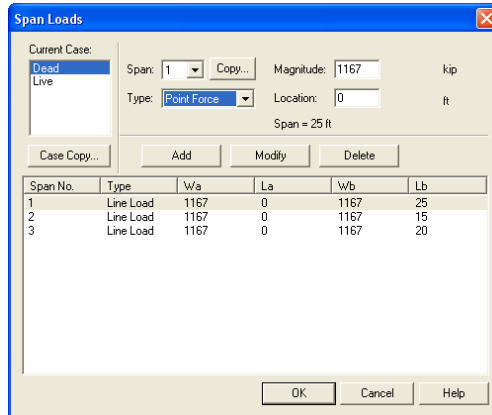 Span Loads
Current Case:
Dead
Live
Span: 1 Copy... Magnitude: 1167 kip
Type: Point Force Location: 0 ft
Span = 25 ft
Case Copy... Add Modify Delete
Span No. Type Wa La Wb Lb
1 Line Load 1167 0 1167 25
2 Line Load 1167 0 1167 15
3 Line Load 1167 0 1167 20
OK Cancel Help